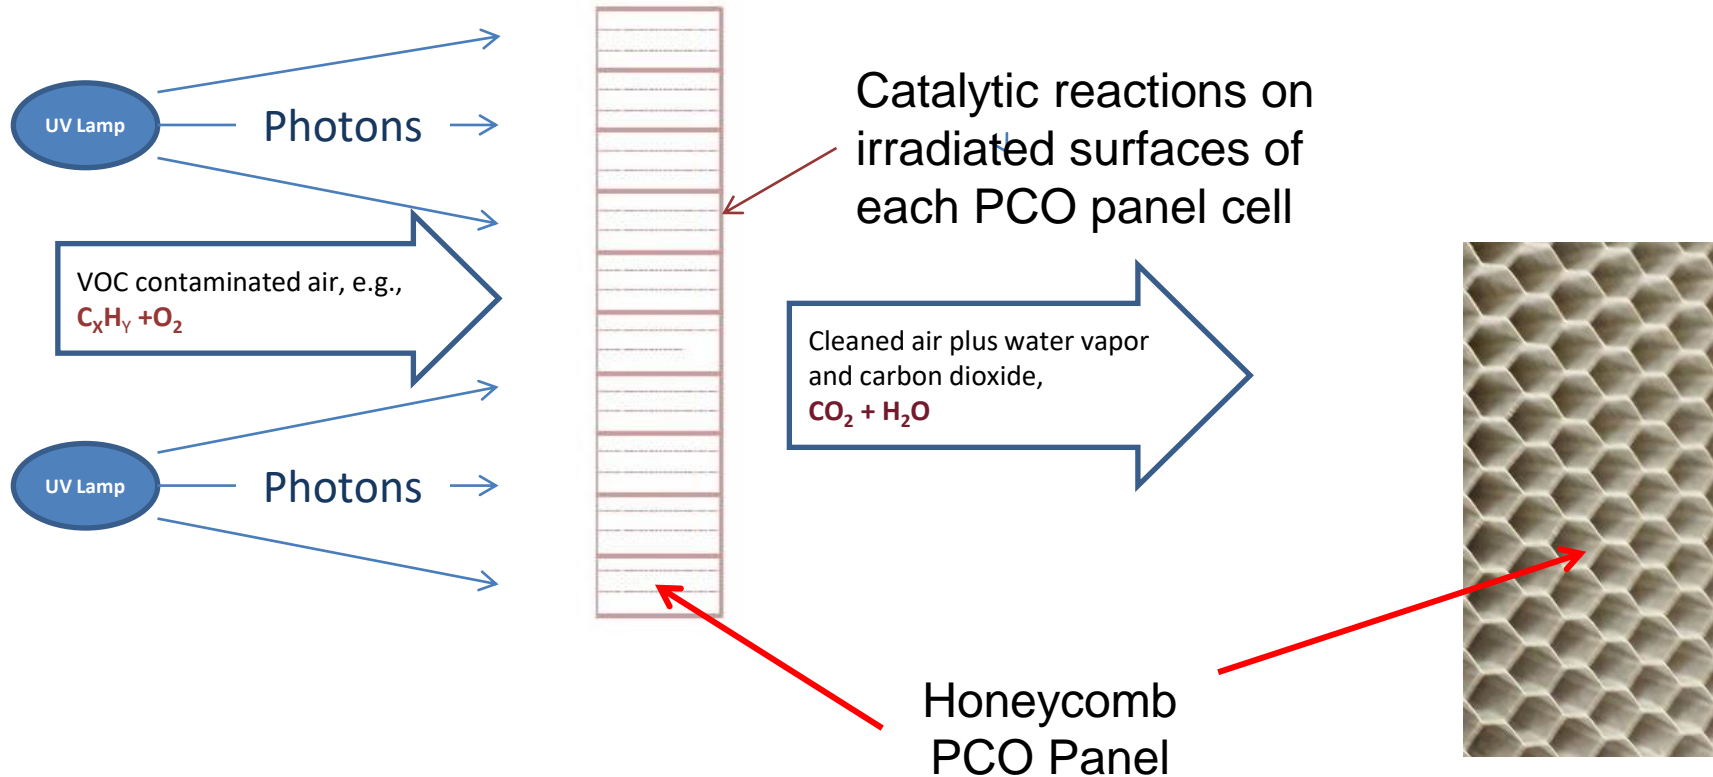 UV Lamp
Photons
Catalytic reactions on
irradiated surfaces of
each PCO panel cell
VOC contaminated air, e.g.,
CₓHᵧ +O₂
Cleaned air plus water vapor
and carbon dioxide,
CO₂ + H₂O
UV Lamp
Photons
Honeycomb
PCO Panel